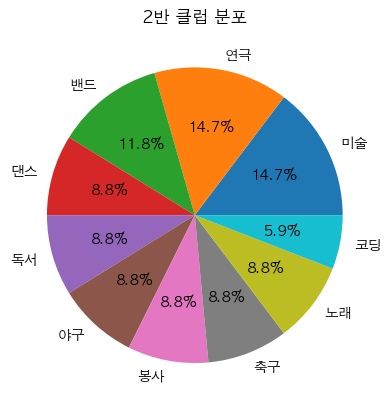 2반 클럽 분포
미술
14.7%
연극
14.7%
밴드
11.8%
댄스
8.8%
독서
8.8%
야구
8.8%
봉사
8.8%
축구
8.8%
노래
8.8%
코딩
5.9%